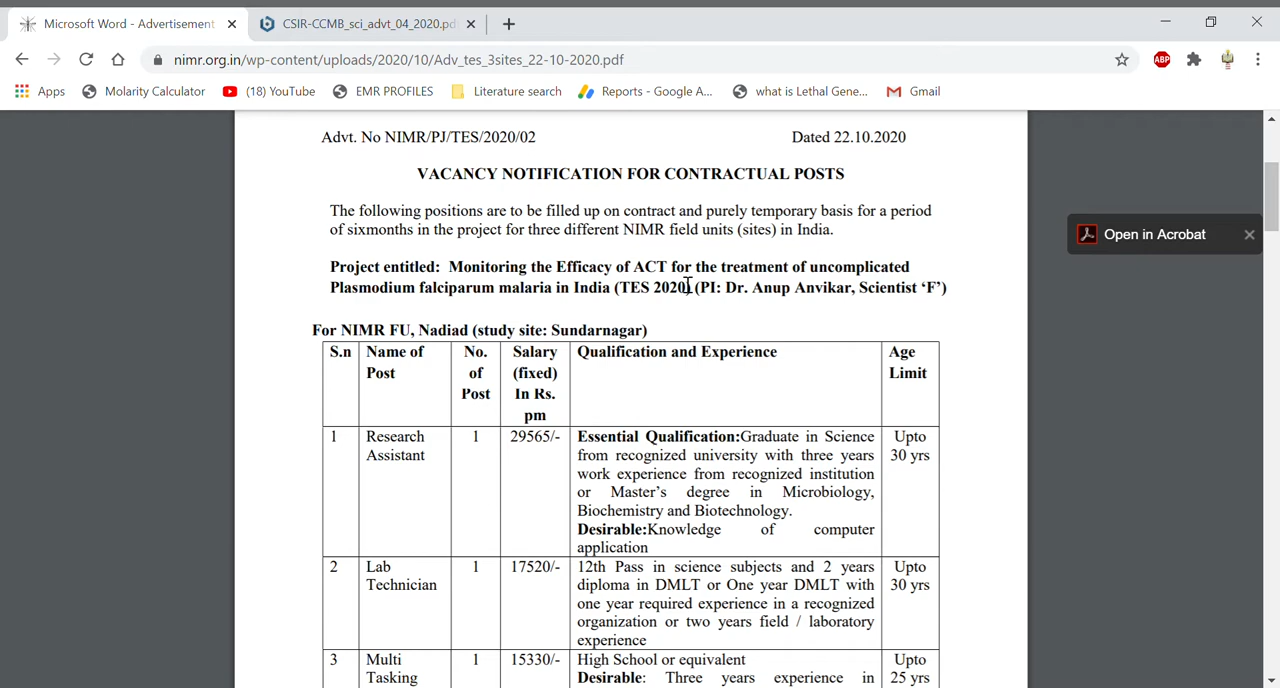 Microsoft Word - Advertisement
CSIR-CCMB_sci_advt_04_2020.pd
nimr.org.in/wp-content/uploads/2020/10/Adv_tes_3sites_22-10-2020.pdf
ABP
Apps
Molarity Calculator
(18) YouTube
EMR PROFILES
Literature search
Reports - Google A...
what is Lethal Gene...
Gmail
Open in Acrobat
Advt. No NIMR/PJ/TES/2020/02 Dated 22.10.2020
VACANCY NOTIFICATION FOR CONTRACTUAL POSTS
The following positions are to be filled up on contract and purely temporary basis for a period
of sixmonths in the project for three different NIMR field units (sites) in India.
Project entitled: Monitoring the Efficacy of ACT for the treatment of uncomplicated
Plasmodium falciparum malaria in India (TES 2020) (PI: Dr. Anup Anvikar, Scientist ‘F’)
For NIMR FU, Nadiad (study site: Sundarnagar)
S.n
Name of
Post
No.
of
Post
Salary
(fixed)
In Rs.
pm
Qualification and Experience
Age
Limit
1
Research
Assistant
1
29565/-
Essential Qualification:Graduate in Science
from recognized university with three years
work experience from recognized institution
or Master’s degree in Microbiology,
Biochemistry and Biotechnology.
Desirable:Knowledge of computer
application
Upto
30 yrs
2
Lab
Technician
1
17520/-
12th Pass in science subjects and 2 years
diploma in DMLT or One year DMLT with
one year required experience in a recognized
organization or two years field / laboratory
experience
Upto
30 yrs
3
Multi
Tasking
1
15330/-
High School or equivalent
Desirable: Three years experience in
Upto
25 yrs